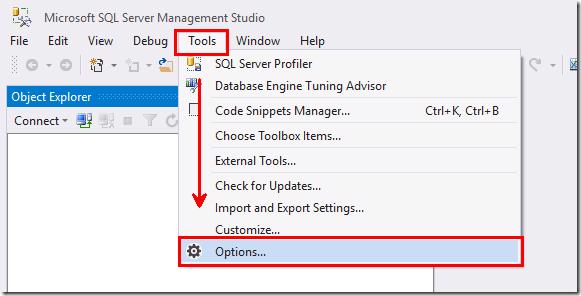 Microsoft SQL Server Management Studio
File Edit View Debug Tools Window Help
SQL Server Profiler
Database Engine Tuning Advisor
Code Snippets Manager... Ctrl+K, Ctrl+B
Choose Toolbox Items...
External Tools...
Check for Updates...
Import and Export Settings...
Customize...
Options...
Object Explorer
Connect